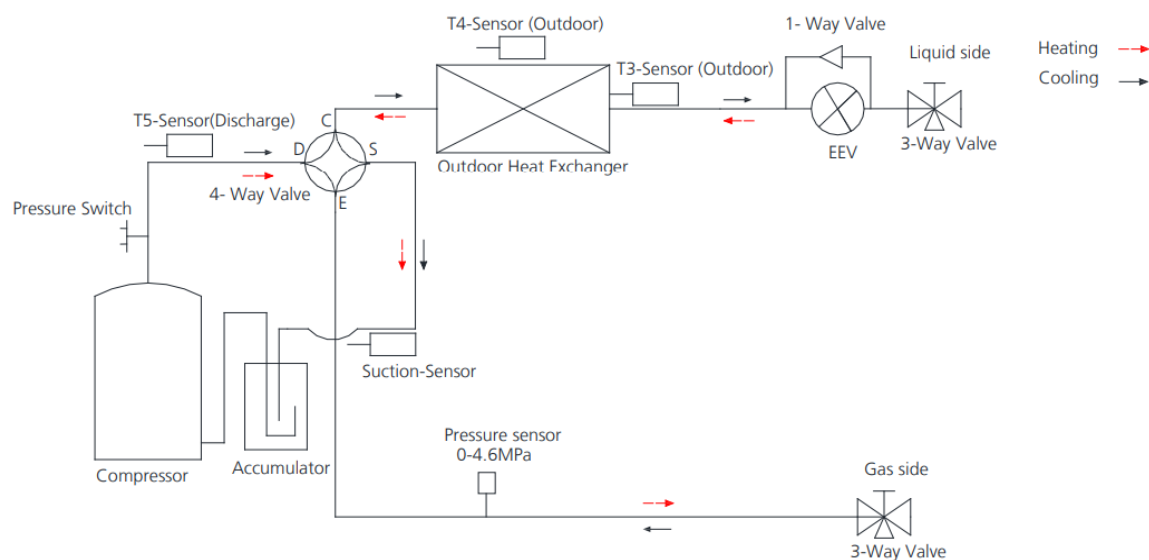 T4-Sensor (Outdoor)
1- Way Valve
Liquid side
Heating
Cooling
T3-Sensor (Outdoor)
T5-Sensor(Discharge)
C
D
S
E
EEV
3-Way Valve
Outdoor Heat Exchanger
4- Way Valve
Pressure Switch
Suction-Sensor
Pressure sensor
0-4.6MPa
Compressor
Accumulator
Gas side
3-Way Valve